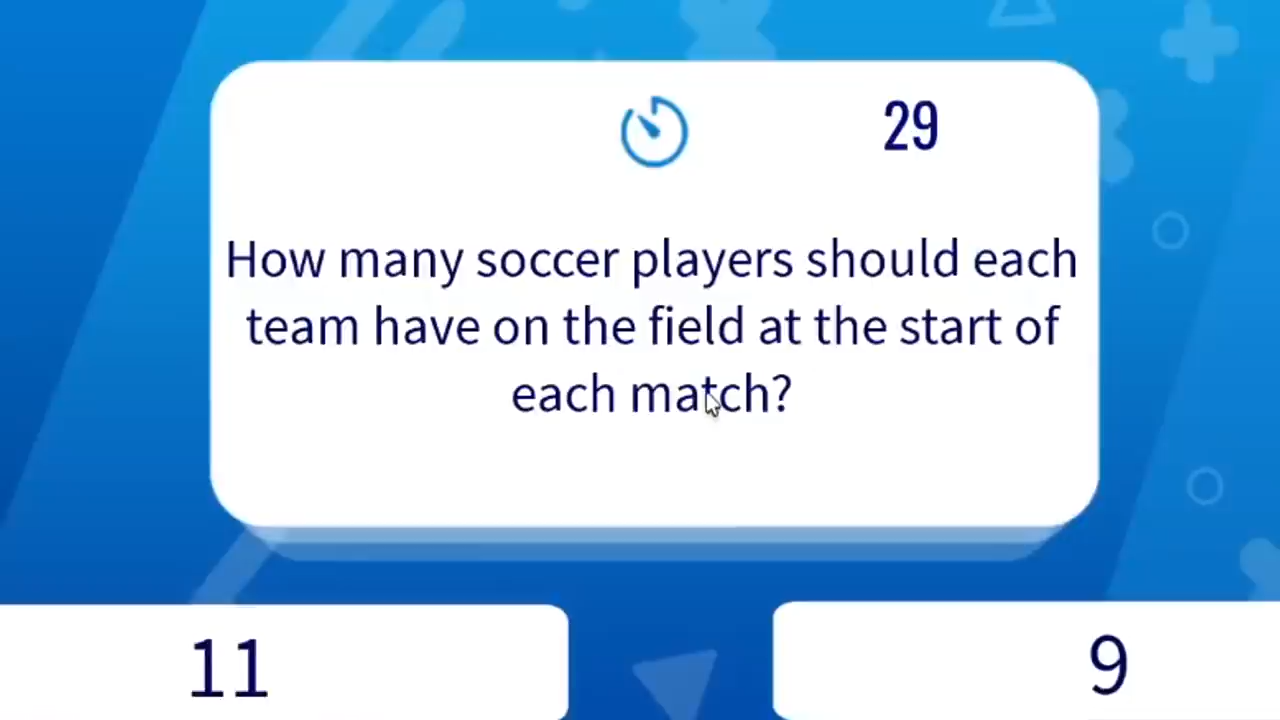 29
How many soccer players should each
team have on the field at the start of
each match?
11
9